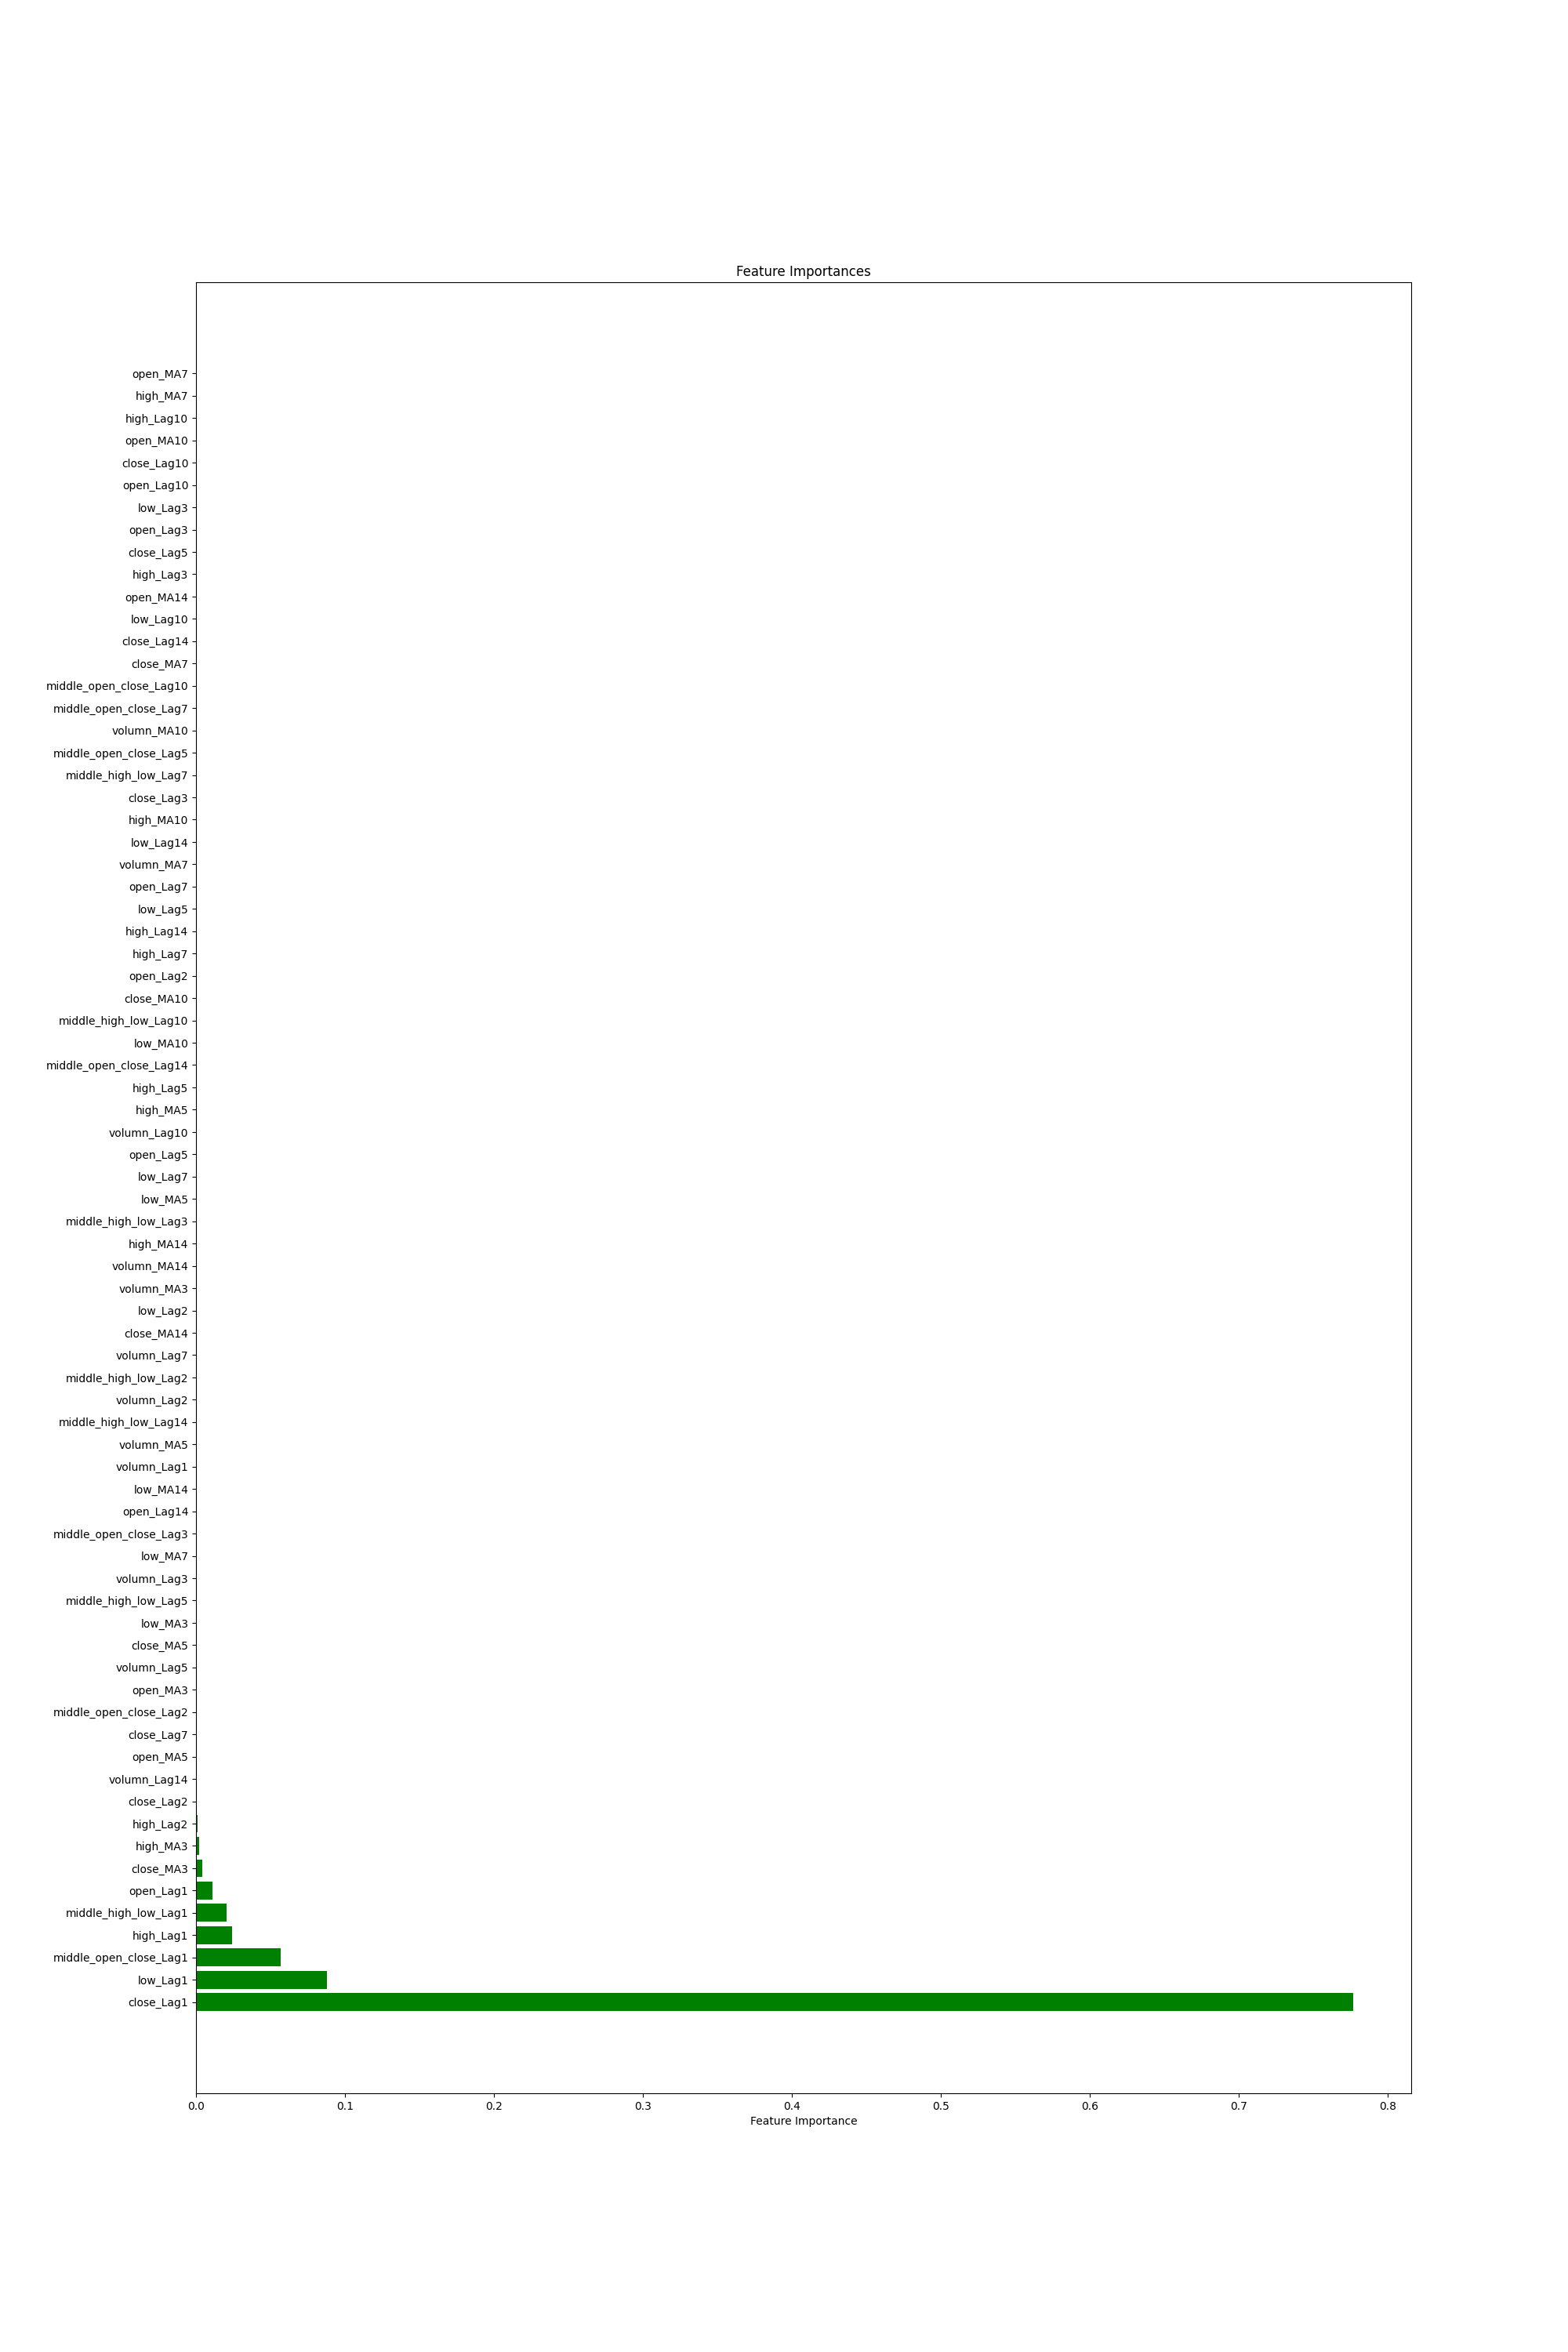 Feature Importances
open_MA7
high_MA7
high_Lag10
open_MA10
close_Lag10
open_Lag10
low_Lag3
open_Lag3
close_Lag5
high_Lag3
open_MA14
low_Lag10
close_Lag14
close_MA7
middle_open_close_Lag10
middle_open_close_Lag7
volumn_MA10
middle_open_close_Lag5
middle_high_low_Lag7
close_Lag3
high_MA10
low_Lag14
volumn_MA7
open_Lag7
low_Lag5
high_Lag14
high_Lag7
open_Lag2
close_MA10
middle_high_low_Lag10
low_MA10
middle_open_close_Lag14
high_Lag5
high_MA5
volumn_Lag10
open_Lag5
low_Lag7
low_MA5
middle_high_low_Lag3
high_MA14
volumn_MA14
volumn_MA3
low_Lag2
close_MA14
volumn_Lag7
middle_high_low_Lag2
volumn_Lag2
middle_high_low_Lag14
volumn_MA5
volumn_Lag1
low_MA14
open_Lag14
middle_open_close_Lag3
low_MA7
volumn_Lag3
middle_high_low_Lag5
low_MA3
close_MA5
volumn_Lag5
open_MA3
middle_open_close_Lag2
close_Lag7
open_MA5
volumn_Lag14
close_Lag2
high_Lag2
high_MA3
close_MA3
open_Lag1
middle_high_low_Lag1
high_Lag1
middle_open_close_Lag1
low_Lag1
close_Lag1
0.0 0.1 0.2 0.3 0.4 0.5 0.6 0.7 0.8
Feature Importance